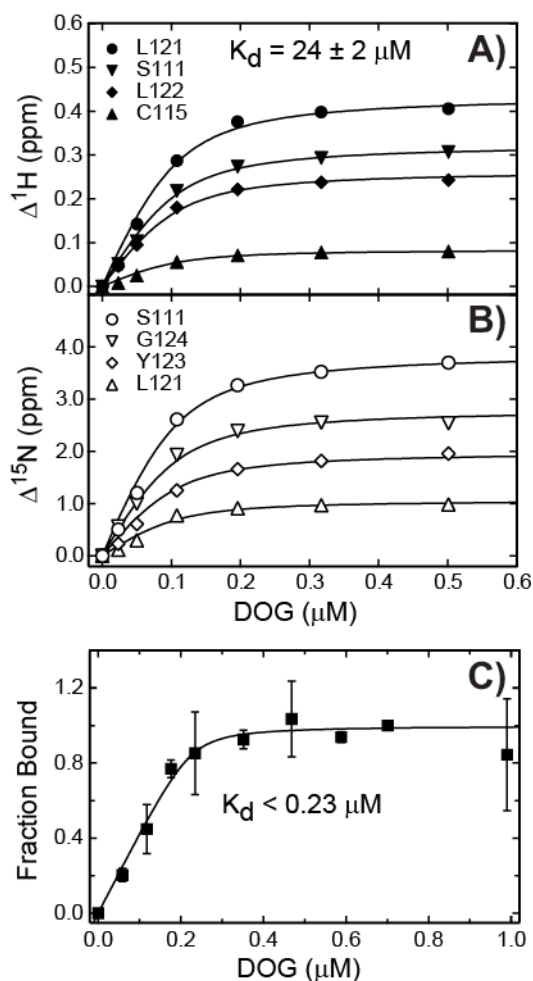 A)
● L121
▼ S111
◆ L122
▲ C115
K_d = 24 ± 2 μM
Δ¹H (ppm)
0.6
0.5
0.4
0.3
0.2
0.1
0.0
B)
○ S111
▽ G124
◇ Y123
△ L121
Δ¹⁵N (ppm)
4.0
3.0
2.0
1.0
0.0
0.0 0.1 0.2 0.3 0.4 0.5 0.6
DOG (μM)
C)
K_d < 0.23 μM
Fraction Bound
1.2
0.8
0.4
0.0
0.0 0.2 0.4 0.6 0.8 1.0
DOG (μM)